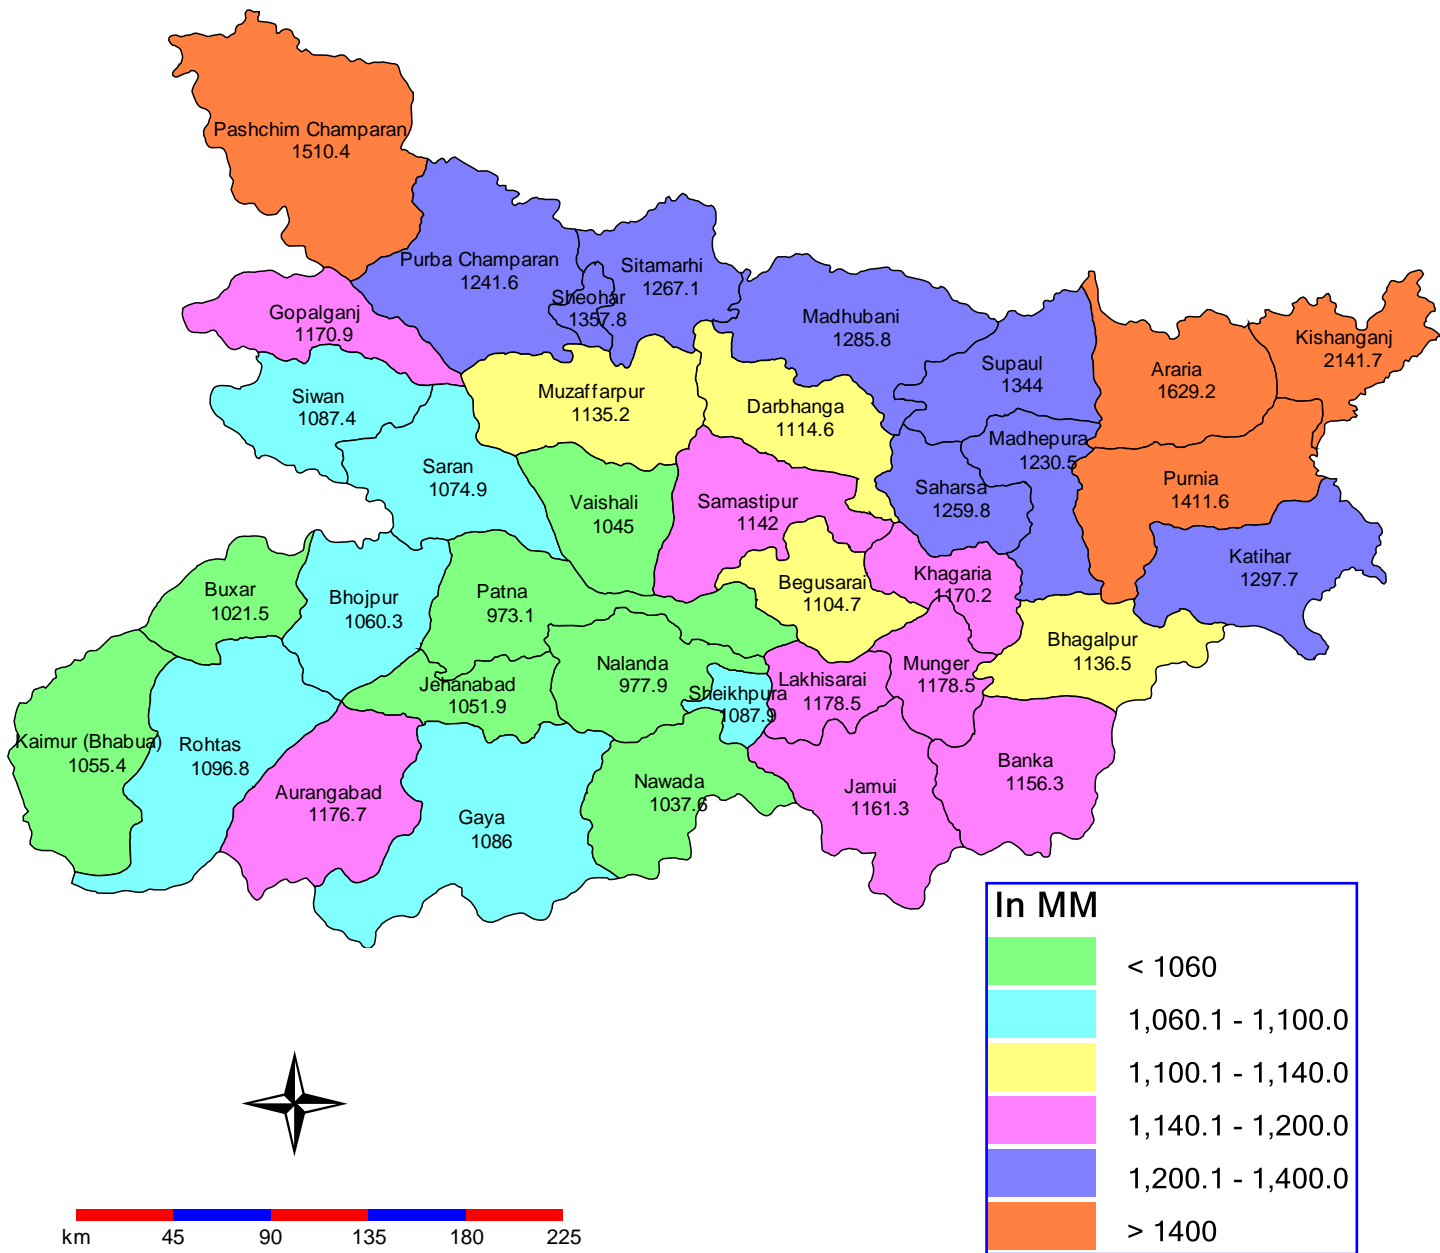 Pashchim Champaran
1510.4
Purba Champaran
1241.6
Sitamarhi
1267.1
Sheohar
1357.8
Gopalganj
1170.9
Madhubani
1285.8
Supaul
1344
Araria
1629.2
Kishanganj
2141.7
Siwan
1087.4
Muzaffarpur
1135.2
Darbhanga
1114.6
Madhepura
1230.5
Saran
1074.9
Vaishali
1045
Samastipur
1142
Saharsa
1259.8
Purnia
1411.6
Katihar
1297.7
Buxar
1021.5
Bhojpur
1060.3
Patna
973.1
Begusarai
1104.7
Khagaria
1170.2
Bhagalpur
1136.5
Nalanda
977.9
Jehanabad
1051.9
Sheikhpura
1087.9
Lakhisarai
1178.5
Munger
1178.5
Kaimur (Bhabua)
1055.4
Rohtas
1096.8
Aurangabad
1176.7
Gaya
1086
Nawada
1037.6
Jamui
1161.3
Banka
1156.3
In MM
< 1060
1,060.1 - 1,100.0
1,100.1 - 1,140.0
1,140.1 - 1,200.0
1,200.1 - 1,400.0
> 1400
km 45 90 135 180 225